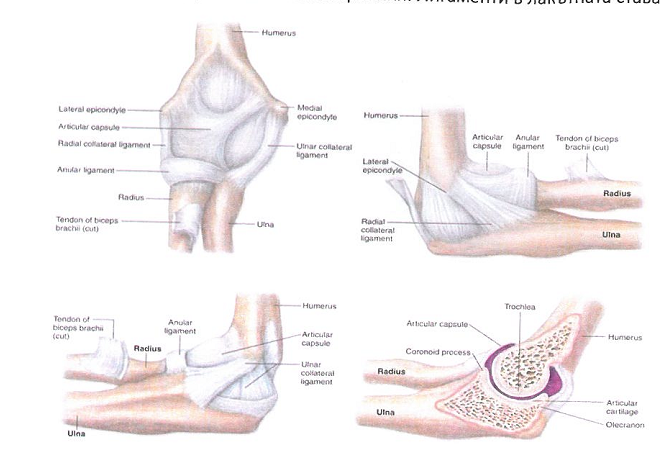 Лигаменти в лакътната става
Humerus
Lateral epicondyle
Articular capsule
Radial collateral ligament
Anular ligament
Radius
Tendon of biceps
brachii (cut)
Medial
epicondyle
Ulnar collateral
ligament
Ulna
Humerus
Lateral
epicondyle
Radial
collateral
ligament
Articular
capsule
Anular
ligament
Tendon of biceps
brachii (cut)
Radius
Ulna
Tendon of
biceps brachii
(cut)
Radius
Anular
ligament
Humerus
Articular
capsule
Ulnar
collateral
ligament
Ulna
Trochlea
Articular capsule
Coronoid process
Radius
Ulna
Humerus
Articular
cartilage
Olecranon